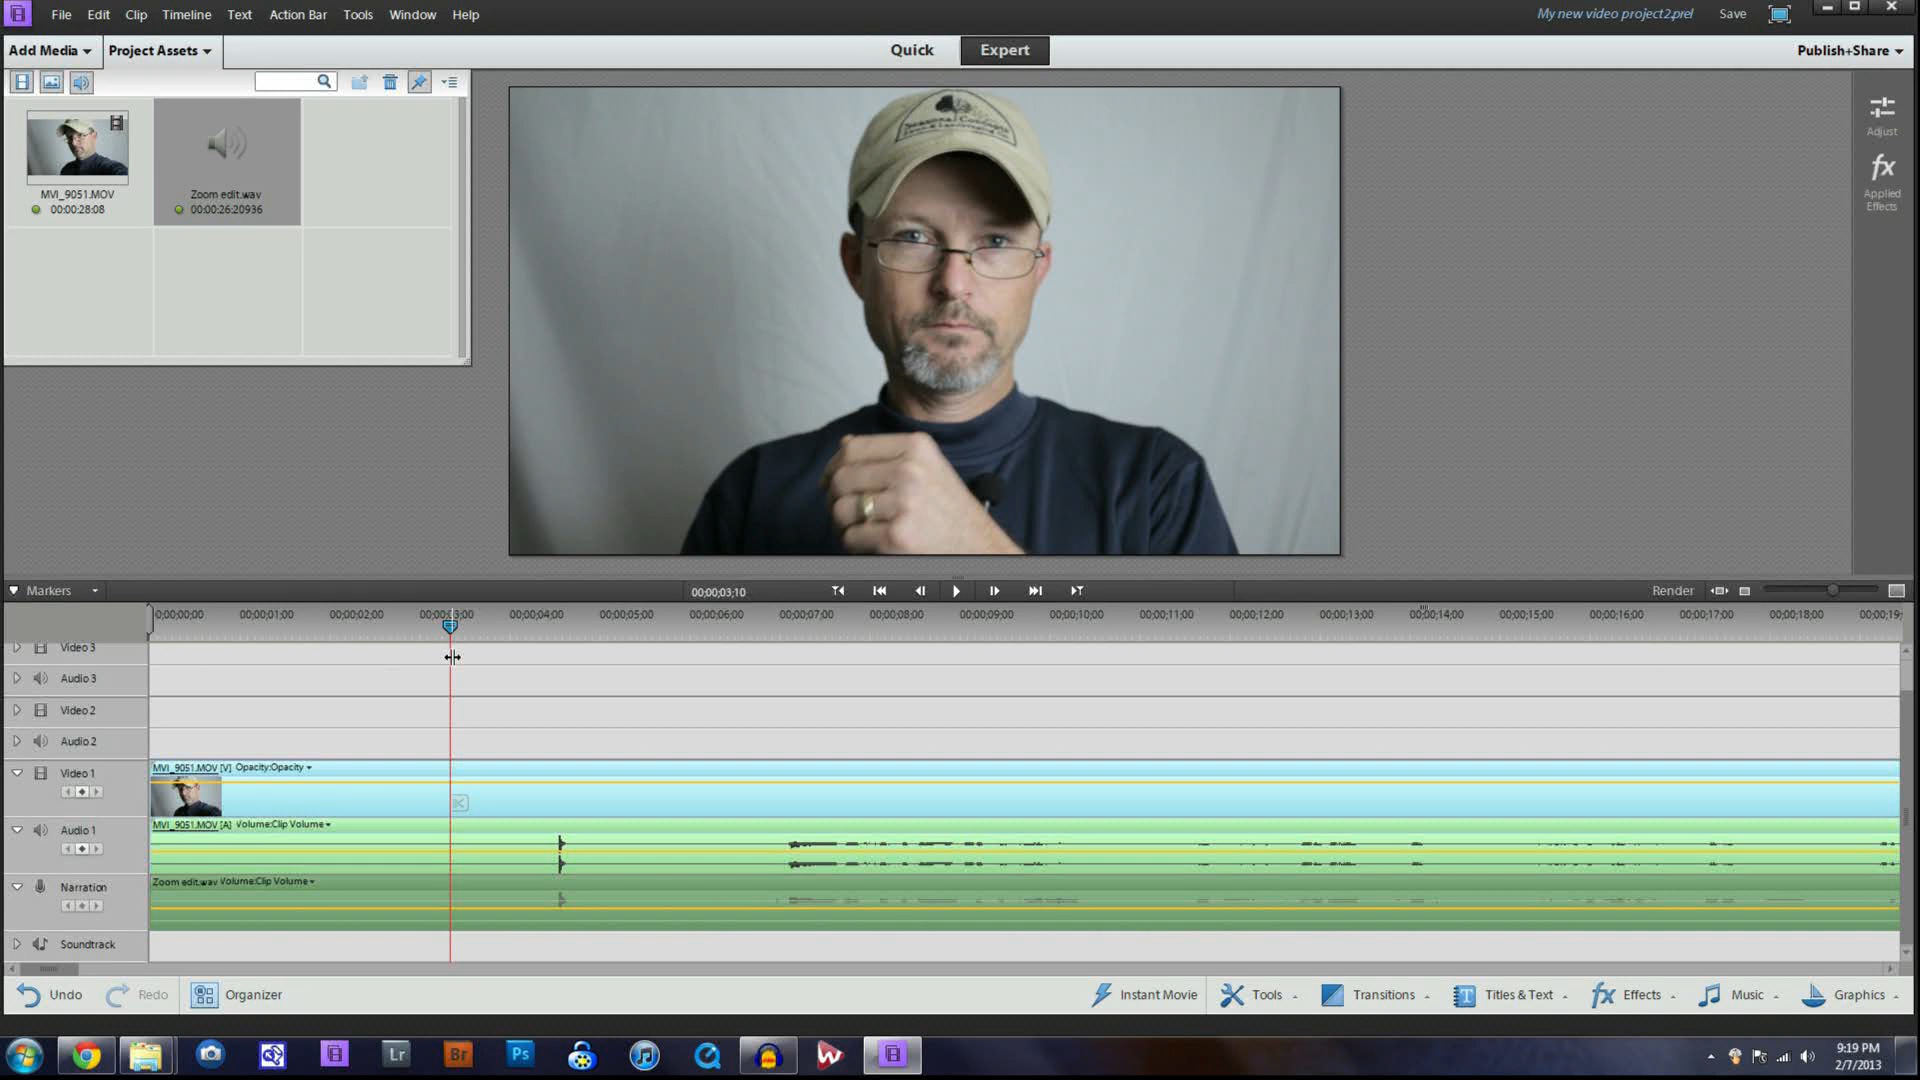 File Edit Clip Timeline Text Action Bar Tools Window Help
My new video project2.prel Save
Add Media Project Assets
Quick Expert
Publish+Share
MVI_9051.MOV
00:00:28:08
Zoom edit.wav
00:00:26:20936
Seasonal Concepts
Adjust
fx
Applied
Effects
Markers
00;00;03;10
Render
00;00;00;00 00;00;01;00 00;00;02;00 00;00;03;00 00;00;04;00 00;00;05;00 00;00;06;00 00;00;07;00 00;00;08;00 00;00;09;00 00;00;10;00 00;00;11;00 00;00;12;00 00;00;13;00 00;00;14;00 00;00;15;00 00;00;16;00 00;00;17;00 00;00;18;00 00;00;19;
Video 3
Audio 3
Video 2
Audio 2
Video 1
MVI_9051.MOV [V] Opacity:Opacity
Audio 1
MVI_9051.MOV [A] Volume:Clip Volume
Narration
Zoom edit.wav Volume:Clip Volume
Soundtrack
Undo Redo Organizer Instant Movie Tools T Transitions Titles & Text fx Effects Music Graphics
Lr Br Ps
9:19 PM
2/7/2013